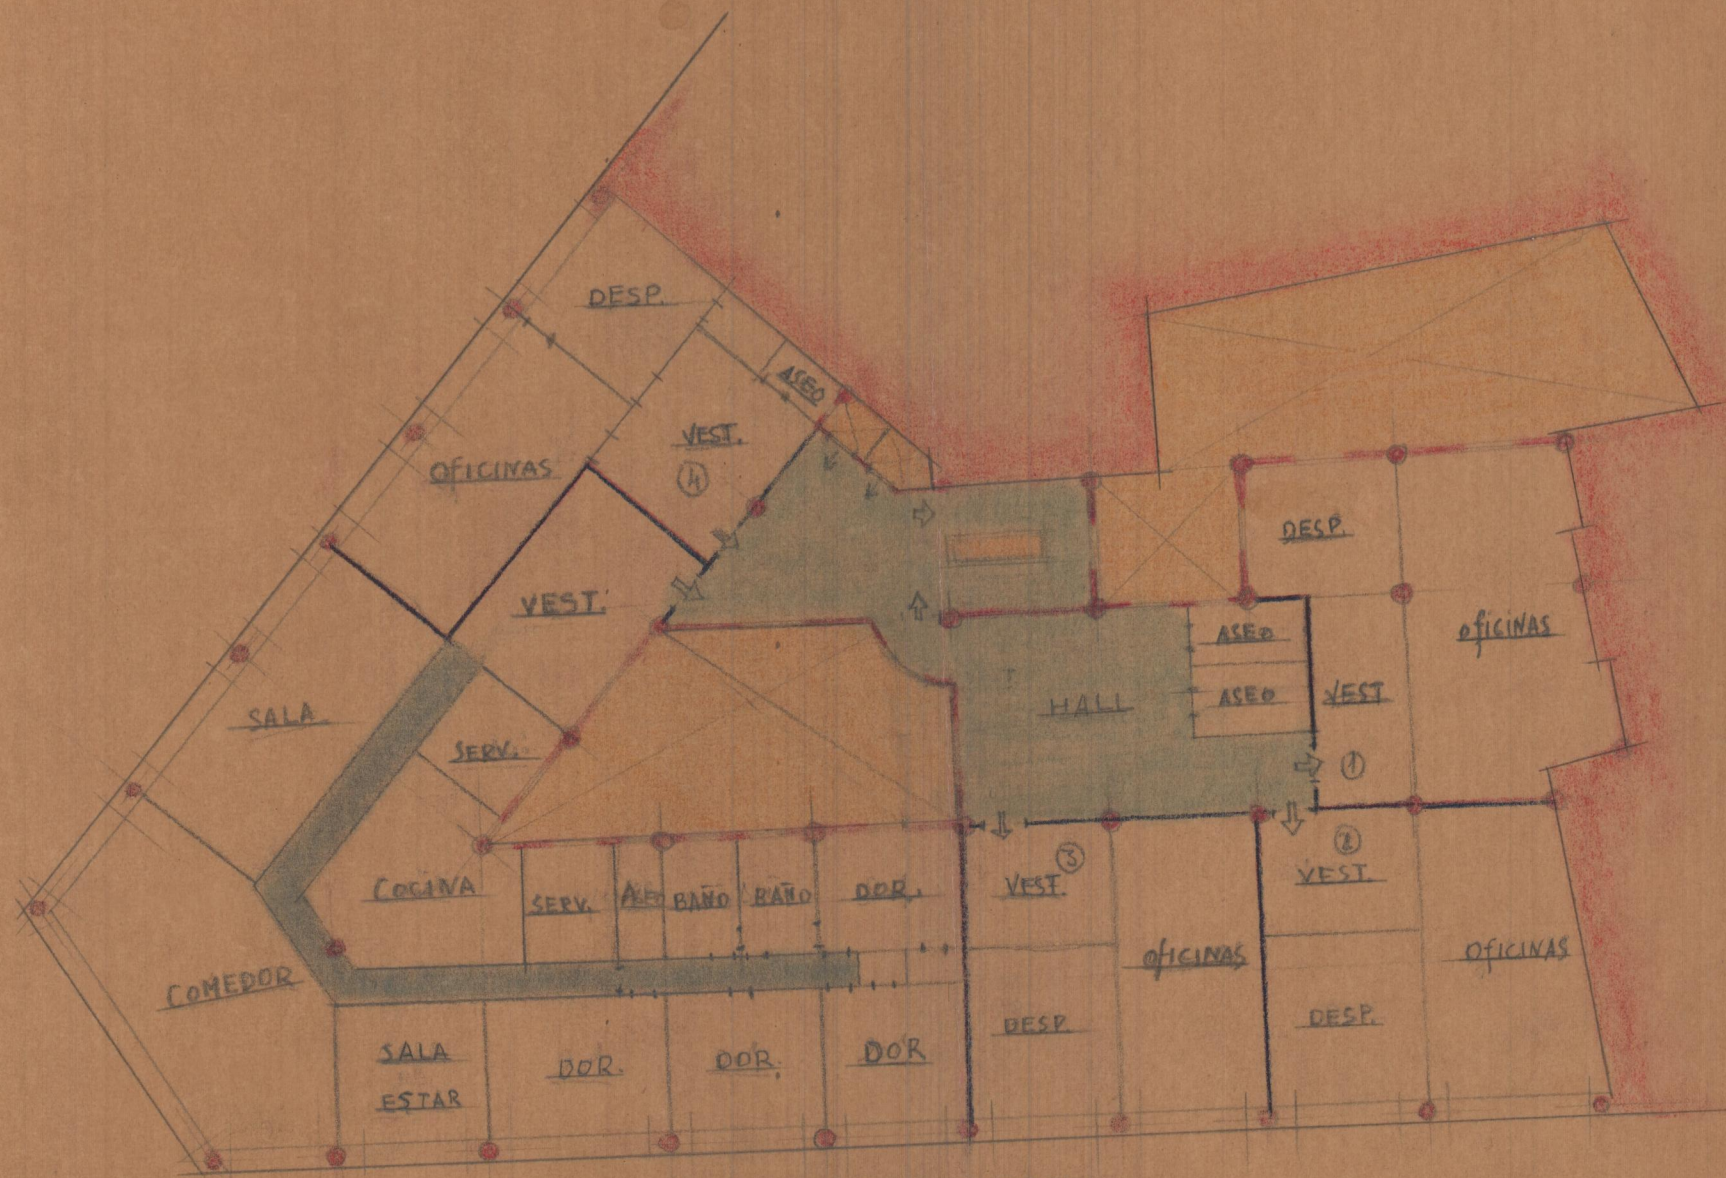 DESP.
ASEO
VEST.
4
OFICINAS
VEST.
SALA
SERV.
DESP.
OFICINAS
ASEO
ASEO
HALL
VEST
1
COCINA
SERV.
ASEO
BAÑO
BAÑO
DOR.
VEST.
3
2
VEST.
OFICINAS
OFICINAS
COMEDOR
DESP.
DESP.
SALA
ESTAR
DOR.
DOR.
DOR